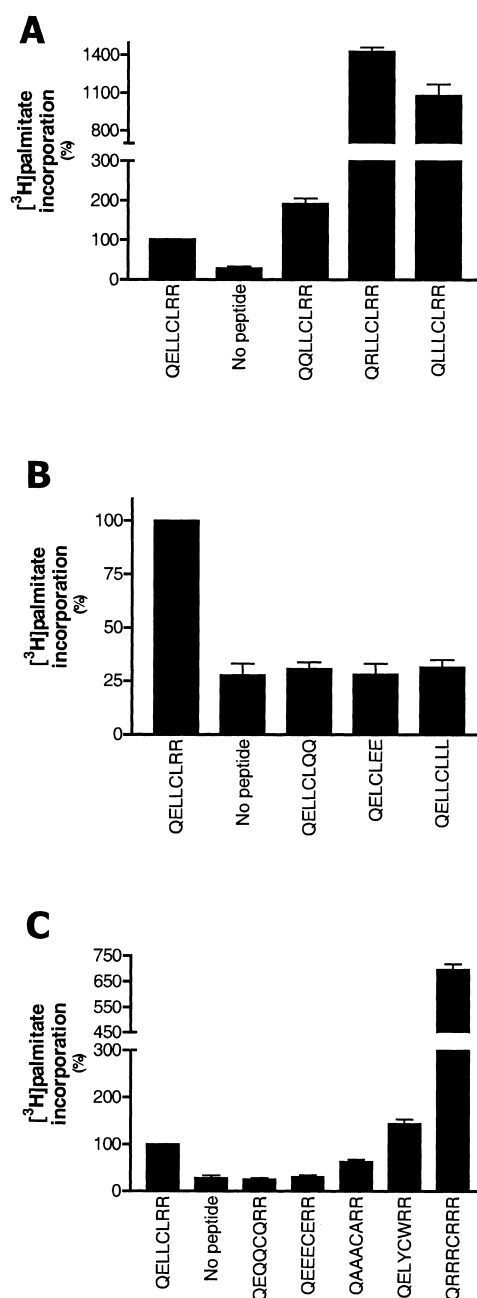 A
[³H]palmitate
incorporation
(%)
1400
1100
800
300
200
100
0
QELLCLRR
No peptide
QQLLCLRR
QRLLCLRR
QLLLCLRR
B
[³H]palmitate
incorporation
(%)
100
75
50
25
0
QELLCLRR
No peptide
QELLCLQQ
QELCLEE
QELLCLLL
C
[³H]palmitate
incorporation
(%)
750
650
550
450
300
200
100
0
QELLCLRR
No peptide
QEQQCQRR
QEEECERR
QAAACARR
QELYCWRR
QRRRCRRR